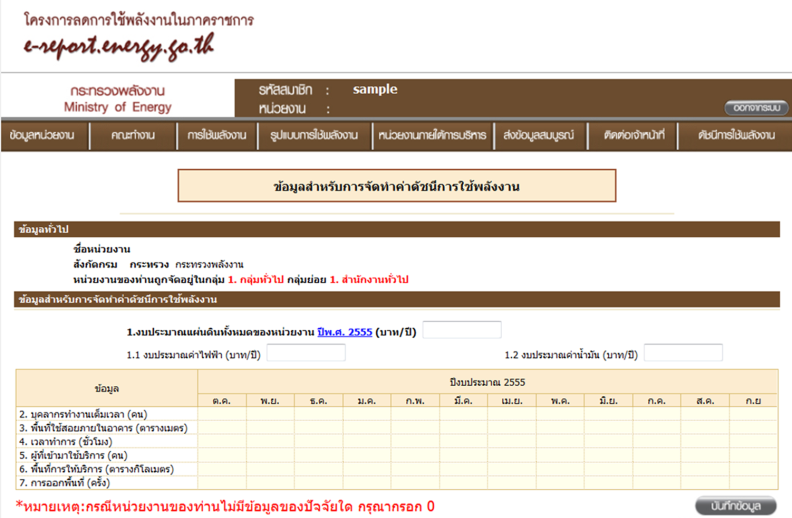 โครงการลดการใช้พลังงานในภาคราชการ
e-report.energy.go.th
กระทรวงพลังงาน
Ministry of Energy
รหัสสมาชิก : sample
หน่วยงาน :
ออกจากระบบ
ข้อมูลหน่วยงาน คณะทำงาน การใช้พลังงาน รูปแบบการใช้พลังงาน หน่วยงานภายใต้การบริหาร ส่งข้อมูลสมบูรณ์ ติดต่อเจ้าหน้าที่ ดัชนีการใช้พลังงาน
ข้อมูลสำหรับการจัดทำค่าดัชนีการใช้พลังงาน
ข้อมูลทั่วไป
ชื่อหน่วยงาน
สังกัดกรม กระทรวง กระทรวงพลังงาน
หน่วยงานของท่านถูกจัดอยู่ในกลุ่ม 1. กลุ่มทั่วไป กลุ่มย่อย 1. สำนักงานทั่วไป
ข้อมูลสำหรับการจัดทำค่าดัชนีการใช้พลังงาน
1.งบประมาณแผ่นดินทั้งหมดของหน่วยงาน ปีพ.ศ. 2555 (บาท/ปี)
1.1 งบประมาณค่าไฟฟ้า (บาท/ปี) 1.2 งบประมาณค่าน้ำมัน (บาท/ปี)
ข้อมูล ปีงบประมาณ 2555
ต.ค. พ.ย. ธ.ค. ม.ค. ก.พ. มี.ค. เม.ย. พ.ค. มิ.ย. ก.ค. ส.ค. ก.ย
2. บุคลากรทำงานเต็มเวลา (คน)
3. พื้นที่ใช้สอยภายในอาคาร (ตารางเมตร)
4. เวลาทำการ (ชั่วโมง)
5. ผู้ที่เข้ามาใช้บริการ (คน)
6. พื้นที่การให้บริการ (ตารางกิโลเมตร)
7. การออกพื้นที่ (ครั้ง)
*หมายเหตุ:กรณีหน่วยงานของท่านไม่มีข้อมูลของปัจจัยใด กรุณากรอก 0
บันทึกข้อมูล